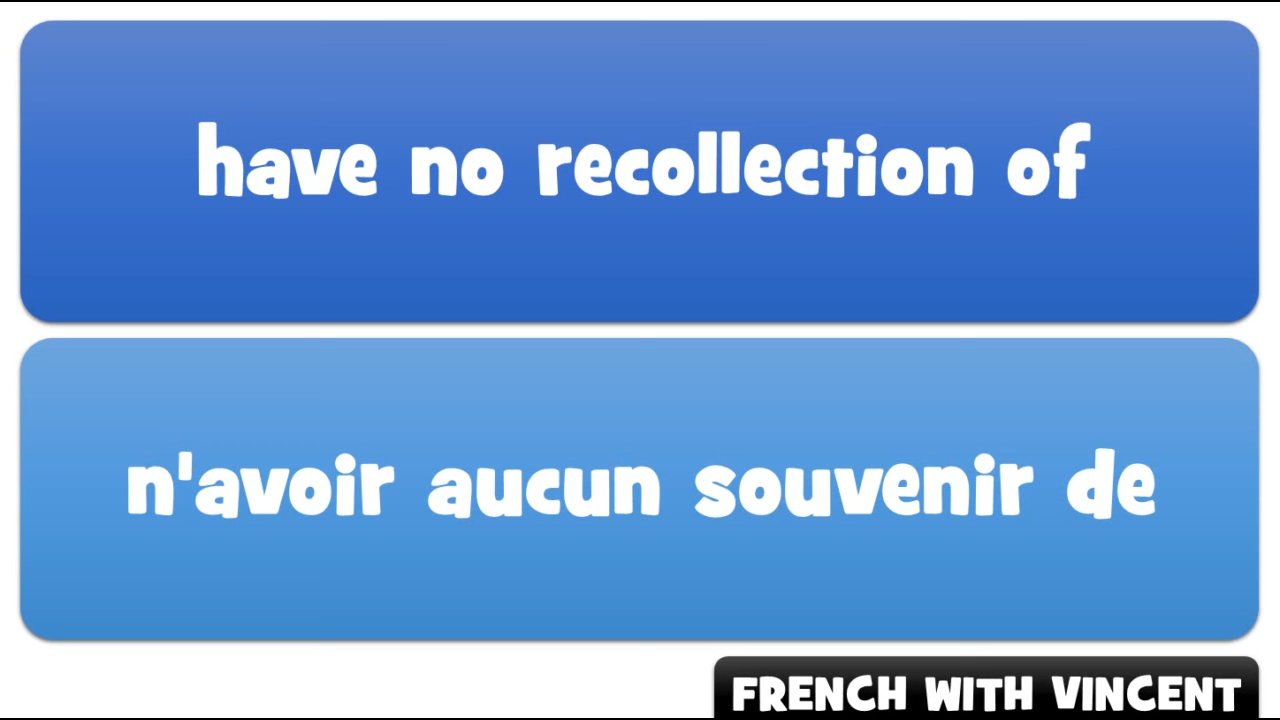 have no recollection of
n'avoir aucun souvenir de
FRENCH WITH VINCENT